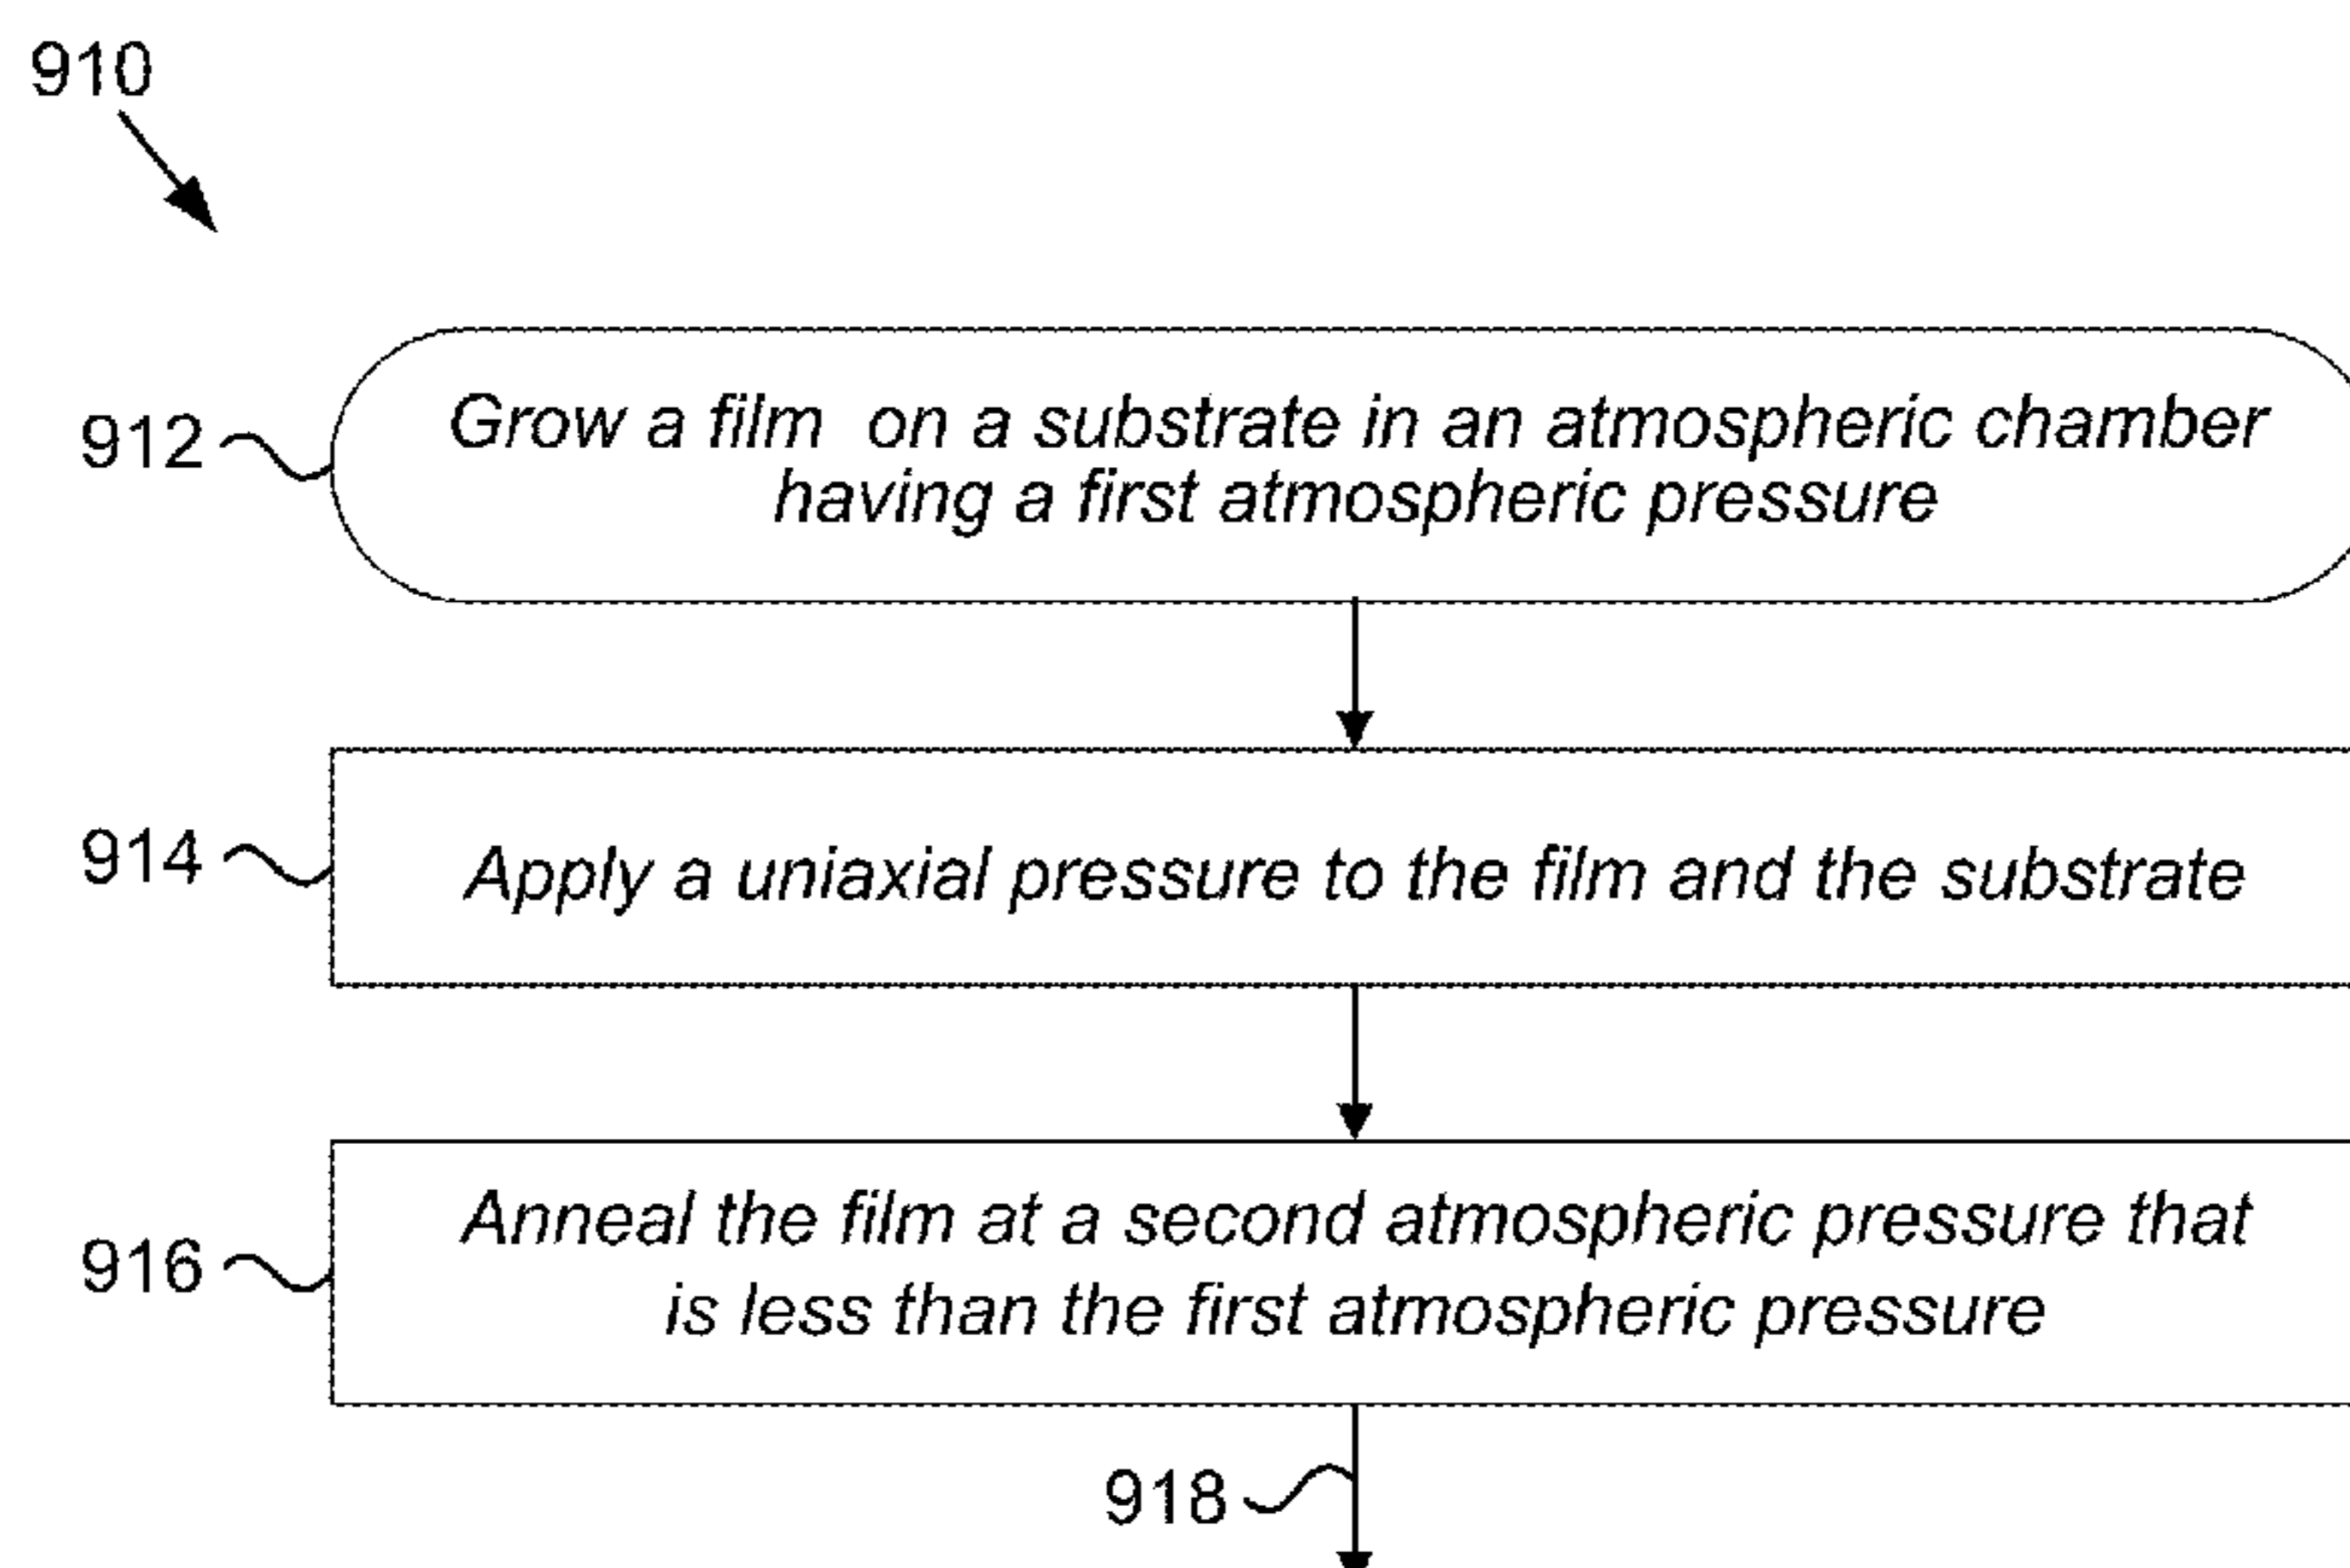 910
912
Grow a film on a substrate in an atmospheric chamber
having a first atmospheric pressure
914
Apply a uniaxial pressure to the film and the substrate
916
Anneal the film at a second atmospheric pressure that
is less than the first atmospheric pressure
918